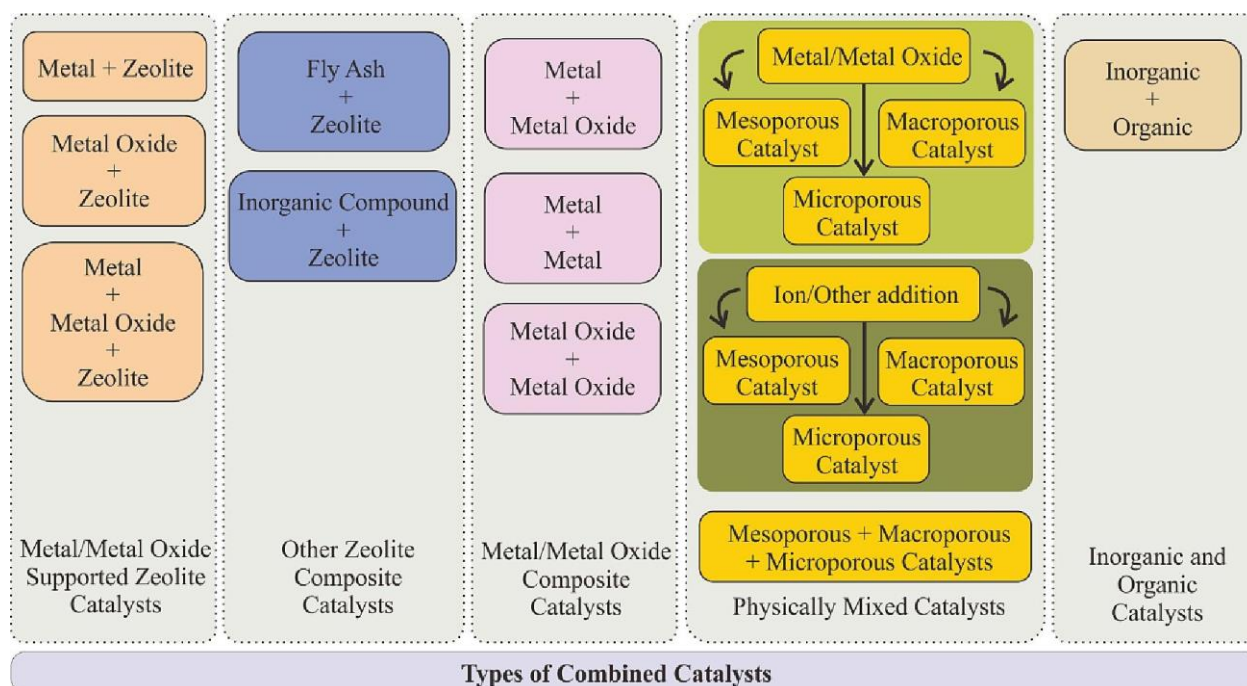 Metal + Zeolite
Metal Oxide
+
Zeolite
Metal
+
Metal Oxide
+
Zeolite
Metal/Metal Oxide
Supported Zeolite
Catalysts
Fly Ash
+
Zeolite
Inorganic Compound
+
Zeolite
Other Zeolite
Composite
Catalysts
Metal
+
Metal Oxide
Metal
+
Metal
Metal Oxide
+
Metal Oxide
Metal/Metal Oxide
Composite
Catalysts
Metal/Metal Oxide
Mesoporous
Catalyst
Macroporous
Catalyst
Microporous
Catalyst
Ion/Other addition
Mesoporous
Catalyst
Macroporous
Catalyst
Microporous
Catalyst
Mesoporous + Macroporous
+ Microporous Catalysts
Physically Mixed Catalysts
Inorganic
+
Organic
Inorganic and
Organic
Catalysts
Types of Combined Catalysts